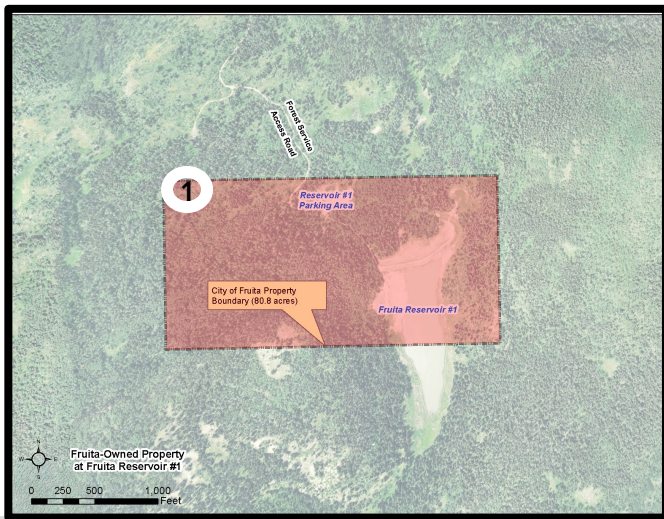 Forest Service
Access Road
1
Reservoir #1
Parking Area
City of Fruita Property
Boundary (80.8 acres)
Fruita Reservoir #1
N
W E
S
Fruita-Owned Property
at Fruita Reservoir #1
0 250 500 1,000
Feet